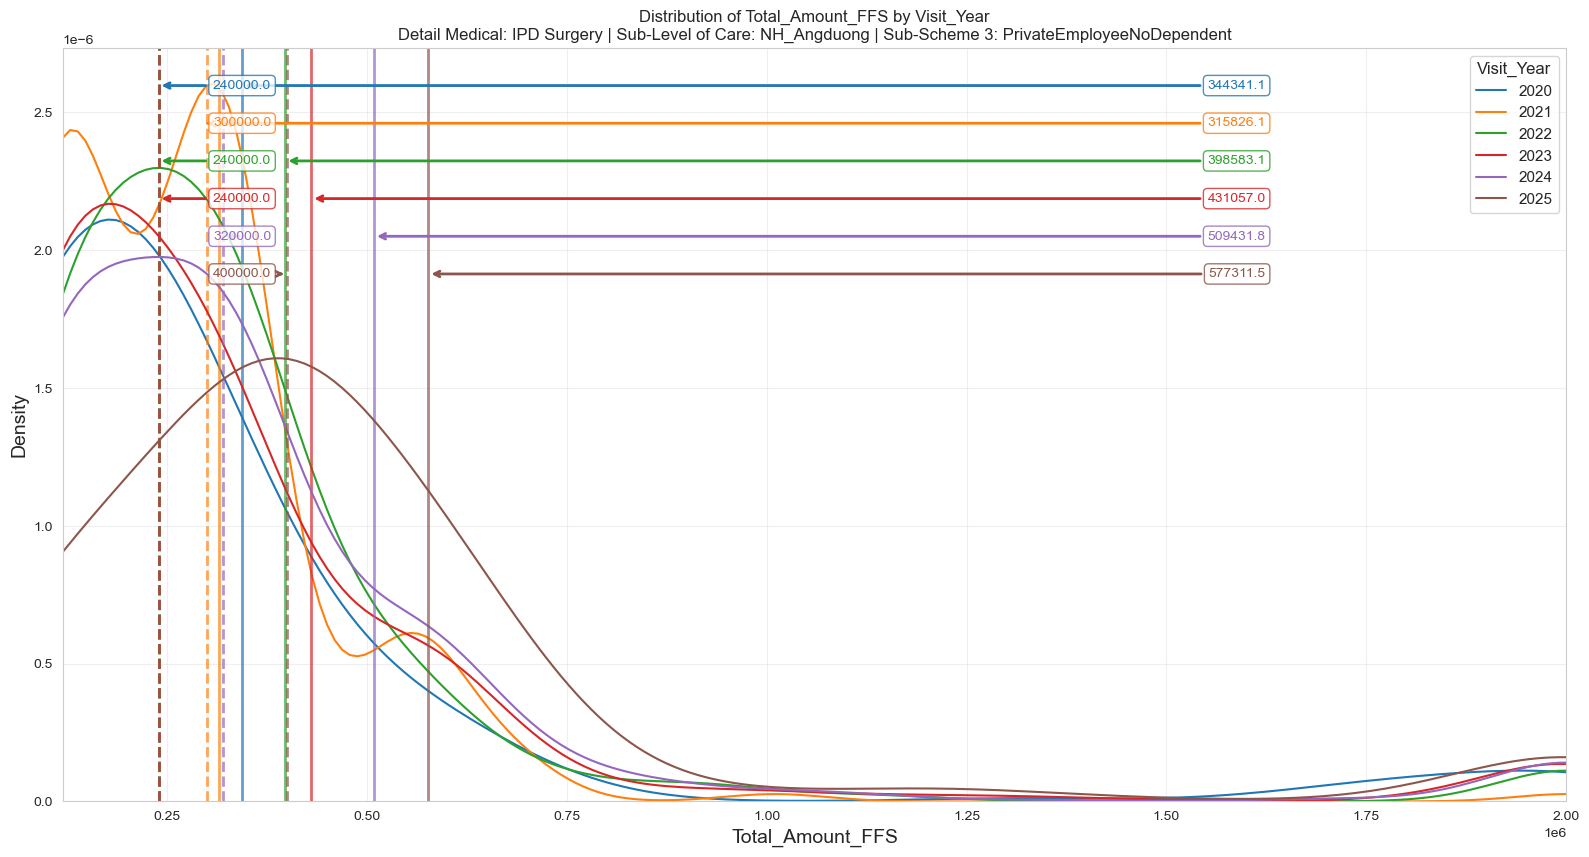 Distribution of Total_Amount_FFS by Visit_Year
Detail Medical: IPD Surgery | Sub-Level of Care: NH_Angduong | Sub-Scheme 3: PrivateEmployeeNoDependent
1e−6
Visit_Year
2020
2021
2022
2023
2024
2025
240000.0 344341.1
300000.0 315826.1
240000.0 398583.1
240000.0 431057.0
320000.0 509431.8
400000.0 577311.5
2.5
2.0
1.5
1.0
0.5
0.0
Density
0.25 0.50 0.75 1.00 1.25 1.50 1.75 2.00
1e6
Total_Amount_FFS